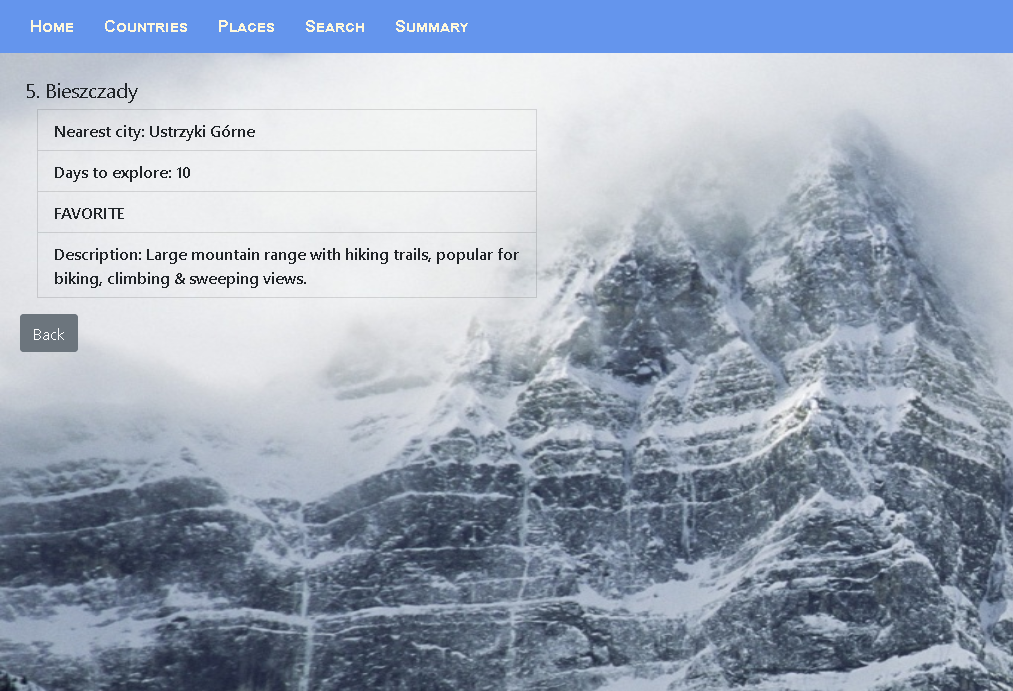 Home Countries Places Search Summary
5. Bieszczady
Nearest city: Ustrzyki Górne
Days to explore: 10
FAVORITE
Description: Large mountain range with hiking trails, popular for
biking, climbing & sweeping views.
Back